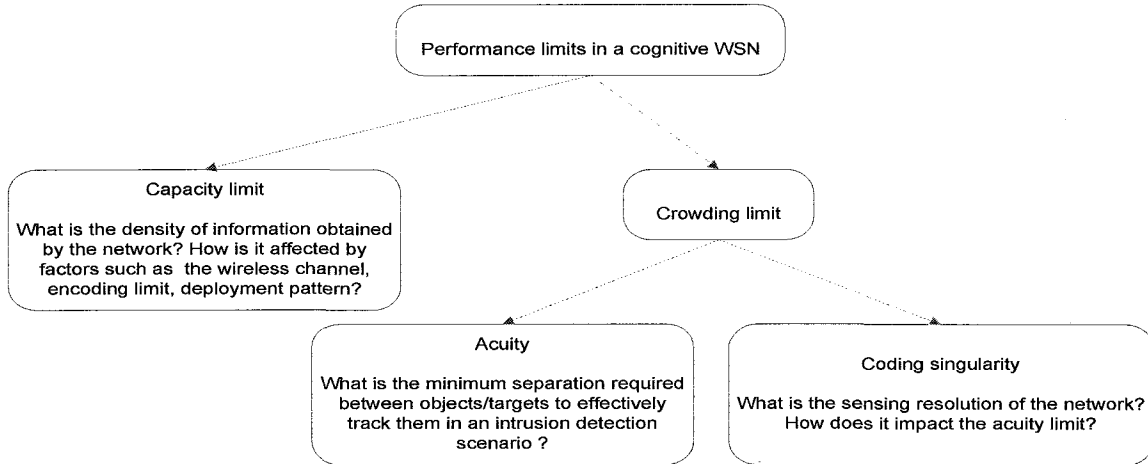 Performance limits in a cognitive WSN
Capacity limit
What is the density of information obtained
by the network? How is it affected by
factors such as the wireless channel,
encoding limit, deployment pattern?
Crowding limit
Acuity
What is the minimum separation required
between objects/targets to effectively
track them in an intrusion detection
scenario ?
Coding singularity
What is the sensing resolution of the network?
How does it impact the acuity limit?